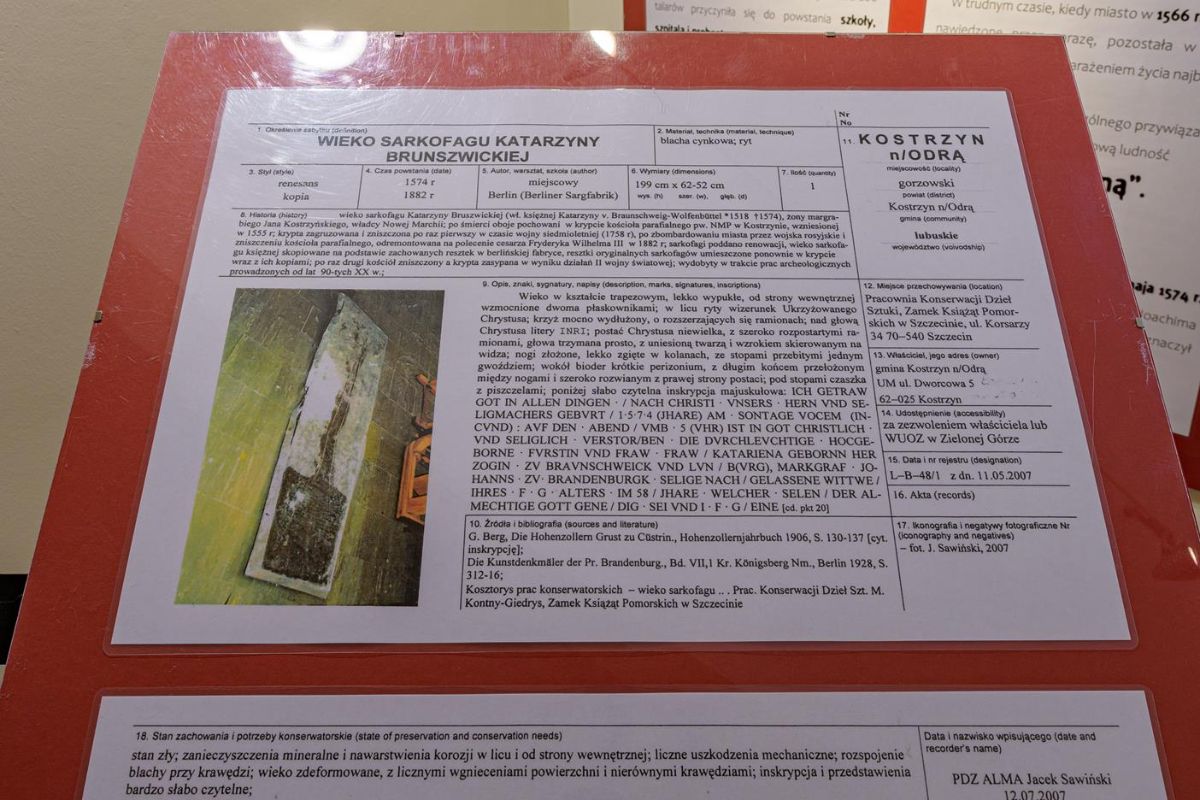 talarów przyczyniła się do powstania szkoły,
W trudnym czasie, kiedy miasto w 1566 r
pozostała w
arażeniem życia najb
ólnego przywiąza
ową ludność
ną".
aja 1574 r
oachima
naczył
Nr
No
1. Określenie zabytku (definition)
WIEKO SARKOFAGU KATARZYNY
BRUNSZWICKIEJ
2. Materiał, technika (material, technique)
blacha cynkowa; ryt
11. KOSTRZYN
n/ODRĄ
miejscowość (locality)
gorzowski
powiat (district)
Kostrzyn n/Odrą
gmina (community)
lubuskie
województwo (voivodship)
3. Styl (style)
renesans
kopia
4. Czas powstania (date)
1574 r
1882 r
5. Autor, warsztat, szkoła (author)
miejscowy
Berlin (Berliner Sargfabrik)
6. Wymiary (dimensions)
199 cm x 62-52 cm
wys. (h) szer. (w), głęb. (d)
7. Ilość (quantity)
1
8. Historia (history) wieko sarkofagu Katarzyny Bruszwickiej (wł. księżnej Katarzyny v. Braunschweig-Wolfenbüttel *1518 †1574), żony margra-
biego Jana Kostrzyńskiego, władcy Nowej Marchii; po śmierci oboje pochowani w krypcie kościoła parafialnego pw. NMP w Kostrzynie, wzniesionej
w 1555 r; krypta zagruzowana i zniszczona po raz pierwszy w czasie wojny siedmioletniej (1758 r), po zbombardowaniu miasta przez wojska rosyjskie i
zniszczeniu kościoła parafialnego, odremontowana na polecenie cesarza Fryderyka Wilhelma III w 1882 r; sarkofagi poddano renowacji, wieko sarkofa-
gu księżnej skopiowane na podstawie zachowanych resztek w berlińskiej fabryce, resztki oryginalnych sarkofagów umieszczone ponownie w krypcie
wraz z ich kopiami; po raz drugi kościół zniszczony a krypta zasypana w wyniku działań II wojny światowej; wydobyty w trakcie prac archeologicznych
prowadzonych od lat 90-tych XX w.;
9. Opis, znaki, sygnatury, napisy (description, marks, signatures, inscriptions)
Wieko w kształcie trapezowym, lekko wypukłe, od strony wewnętrznej
wzmocnione dwoma płaskownikami; w licu ryty wizerunek Ukrzyżowanego
Chrystusa; krzyż mocno wydłużony, o rozszerzających się ramionach; nad głową
Chrystusa litery INRI; postać Chrystusa niewielka, z szeroko rozpostartymi ra-
mionami, głowa trzymana prosto, z uniesioną twarzą i wzrokiem skierowanym na
widza; nogi złożone, lekko zgięte w kolanach, ze stopami przebitymi jednym
gwoździem; wokół bioder krótkie perizonium, z długim końcem przełożonym
między nogami i szeroko rozwianym z prawej strony postaci; pod stopami czaszka
z piszczelami; poniżej słabo czytelna inskrypcja majuskułowa: ICH GETRAW
GOT IN ALLEN DINGEN · / NACH CHRISTI · VNSERS · HERN VND SE-
LIGMACHERS GEBVRT / 1·5·7·4 (JHARE) AM · SONTAGE VOCEM (IN-
CVND) : AVF DEN · ABEND / VMB · 5 (VHR) IST IN GOT CHRISTLICH ·
VND SELIGLICH · VERSTOR/BEN · DIE DVRCHLEVCHTIGE · HOCGE-
BORNE · FVRSTIN VND FRAW · FRAW / KATARIENA GEBORNN HER
ZOGIN · ZV BRAVNSCHWEICK VND LVN / B(VRG), MARKGRAF · JO-
HANNS · ZV· BRANDENBURGK · SELIGE NACH / GELASSENE WITTWE /
IHRES · F · G · ALTERS · IM 58 / JHARE · WELCHER · SELEN / DER AL-
MECHTIGE GOTT GENE / DIG · SEI VND I · F · G / EINE [cd. pkt 20]
12. Miejsce przechowywania (location)
Pracownia Konserwacji Dzieł
Sztuki, Zamek Książąt Pomor-
skich w Szczecinie, ul. Korsarzy
34 70–540 Szczecin
13. Właściciel, jego adres (owner)
gmina Kostrzyn n/Odrą
UM ul. Dworcowa 5
62–025 Kostrzyn
14. Udostępnienie (accessibility)
za zezwoleniem właściciela lub
WUOZ w Zielonej Górze
15. Data i nr rejestru (designation)
L–B–48/1 z dn. 11.05.2007
16. Akta (records)
10. Źródła i bibliografia (sources and literature)
G. Berg, Die Hohenzollern Grust zu Cüstrin., Hohenzollernjahrbuch 1906, S. 130-137 [cyt.
inskrypcję];
Die Kunstdenkmäler der Pr. Brandenburg., Bd. VII,1 Kr. Königsberg Nm., Berlin 1928, S.
312-16;
Kosztorys prac konserwatorskich – wieko sarkofagu .. . Prac. Konserwacji Dzieł Szt. M.
Kontny-Giedrys, Zamek Książąt Pomorskich w Szczecinie
17. Ikonografia i negatywy fotograficzne Nr
(iconography and negatives)
– fot. J. Sawiński, 2007
18. Stan zachowania i potrzeby konserwatorskie (state of preservation and conservation needs)
stan zły; zanieczyszczenia mineralne i nawarstwienia korozji w licu i od strony wewnętrznej; liczne uszkodzenia mechaniczne; rozspojenie
blachy przy krawędzi; wieko zdeformowane, z licznymi wgnieceniami powierzchni i nierównymi krawędziami; inskrypcja i przedstawienia
bardzo słabo czytelne;
Data i nazwisko wpisującego (date and
recorder's name)
PDZ ALMA Jacek Sawiński
12.07.2007